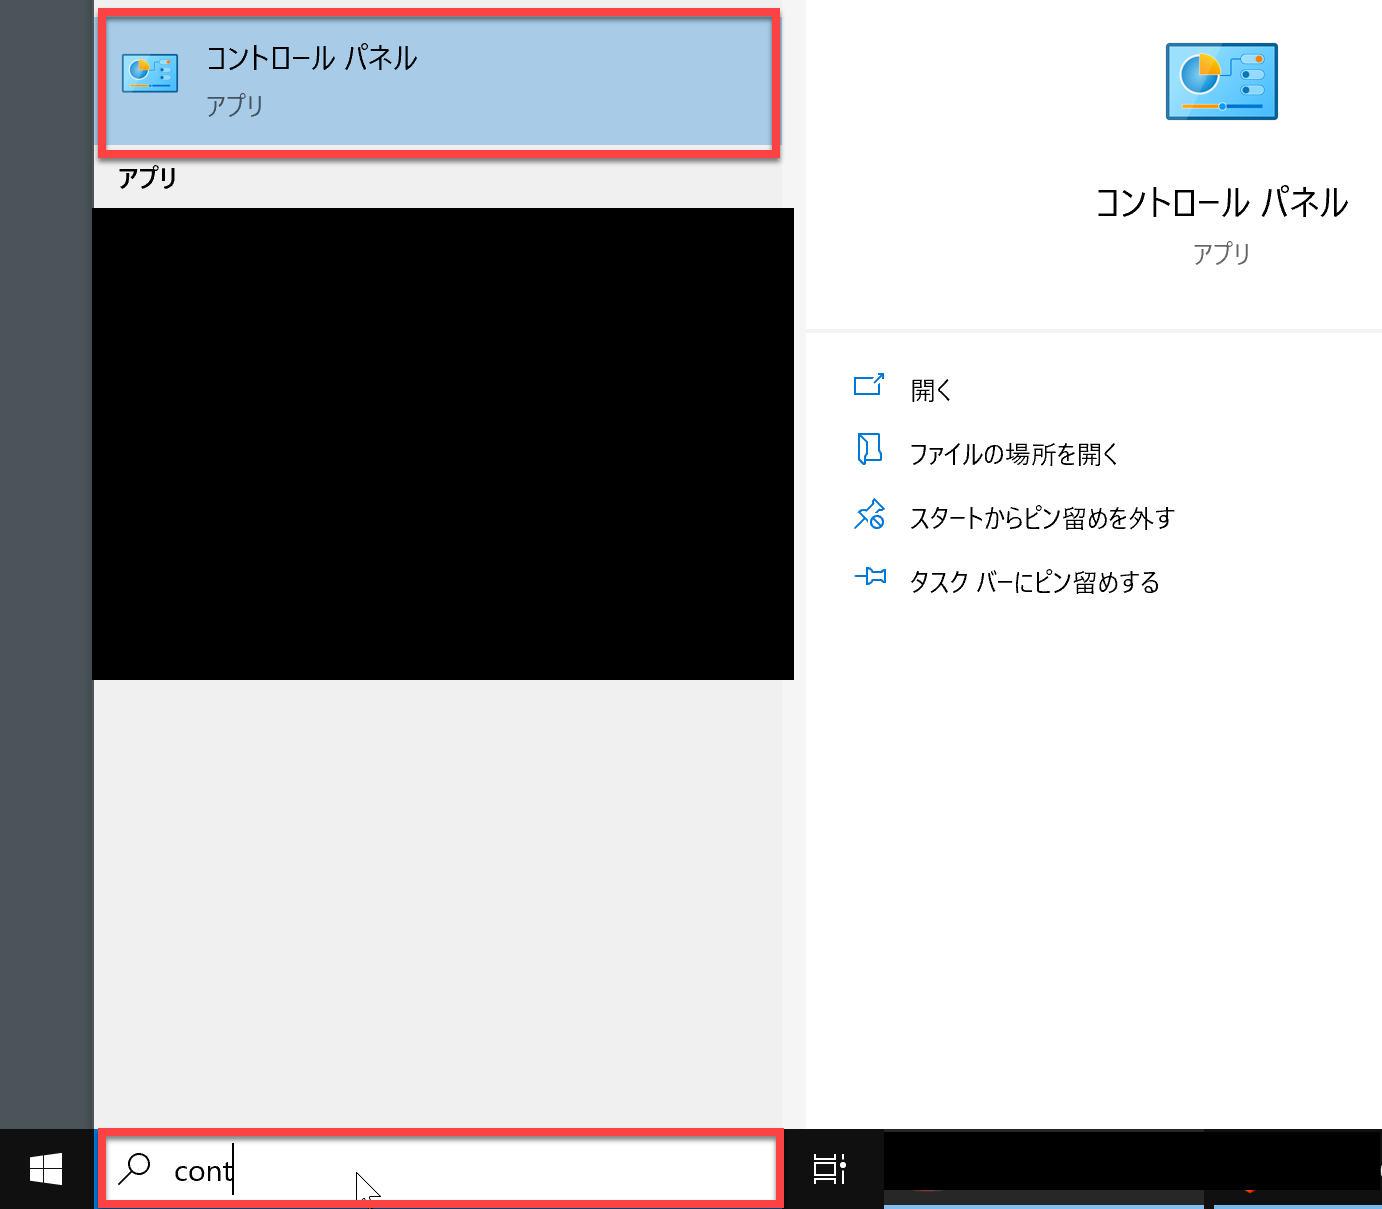 コントロール パネル
アプリ
アプリ
コントロール パネル
アプリ
開く
ファイルの場所を開く
スタートからピン留めを外す
タスク バーにピン留めする
cont